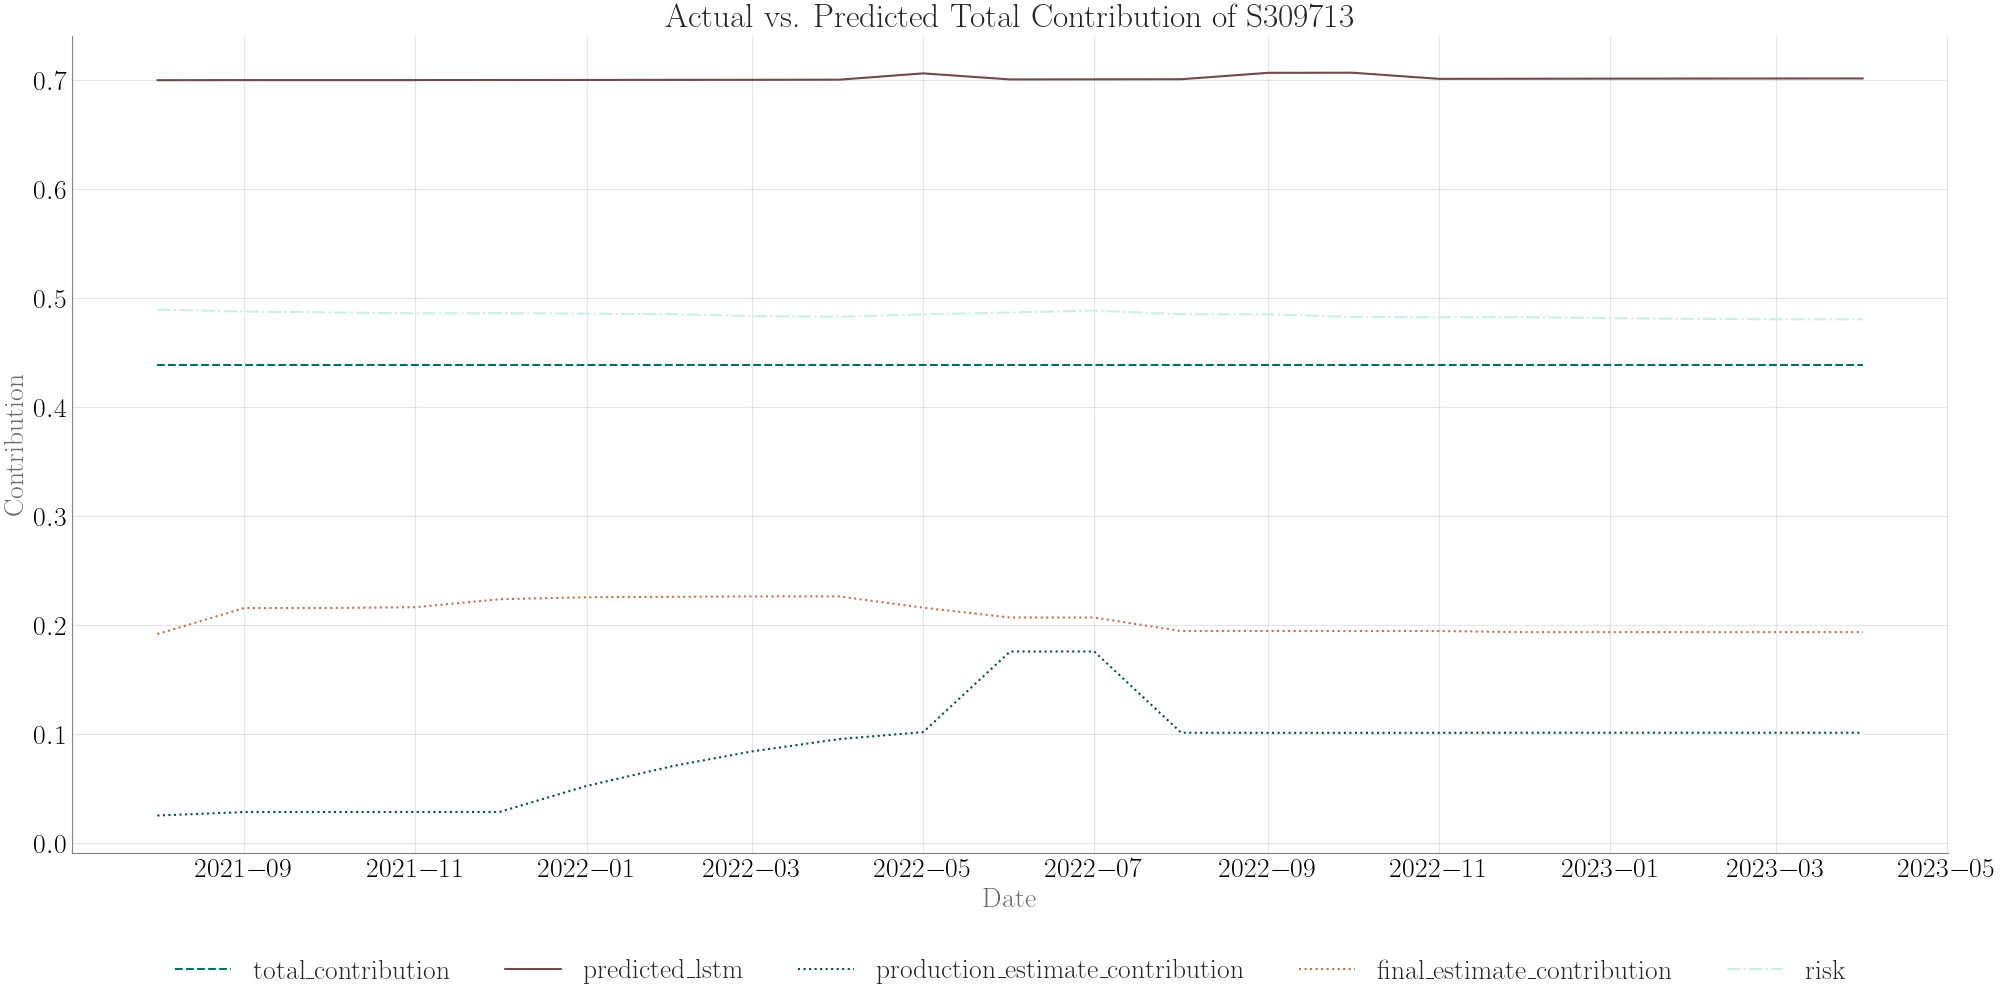 Actual vs. Predicted Total Contribution of S309713
Contribution
0.7
0.6
0.5
0.4
0.3
0.2
0.1
0.0
2021−09 2021−11 2022−01 2022−03 2022−05 2022−07 2022−09 2022−11 2023−01 2023−03 2023−05
Date
total_contribution predicted_lstm production_estimate_contribution final_estimate_contribution risk